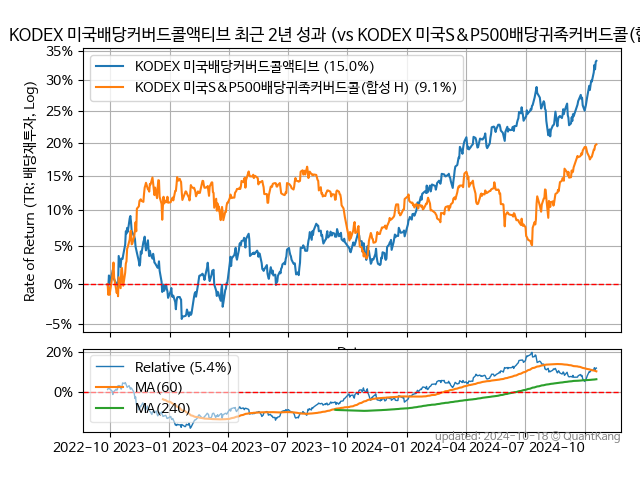 KODEX 미국배당커버드콜액티브 최근 2년 성과 (vs KODEX 미국S&P500배당귀족커버드콜(합
35%
30%
25%
20%
15%
10%
5%
0%
−5%
Rate of Return (TR: 배당재투자, Log)
KODEX 미국배당커버드콜액티브 (15.0%)
KODEX 미국S&P500배당귀족커버드콜(합성 H) (9.1%)
20%
0%
Relative (5.4%)
MA(60)
MA(240)
2022-10 2023-01 2023-04 2023-07 2023-10 2024-01 2024-04 2024-07 2024-10
updated: 2024-10-18 © QuantKang